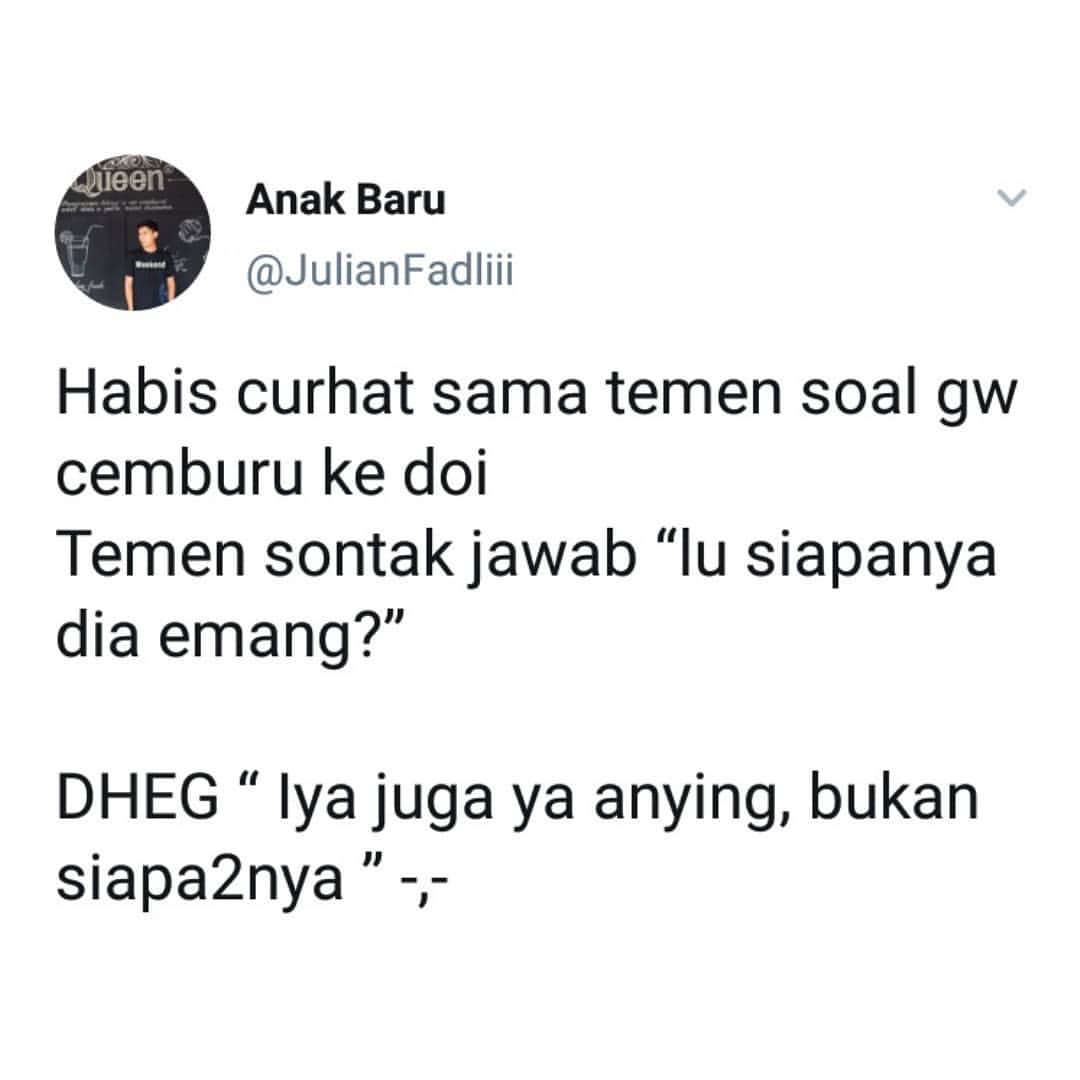 Queen
Weekend
Anak Baru
@JulianFadliii
Habis curhat sama temen soal gw
cemburu ke doi
Temen sontak jawab “lu siapanya
dia emang?”
DHEG “ Iya juga ya anying, bukan
siapa2nya ” -,-